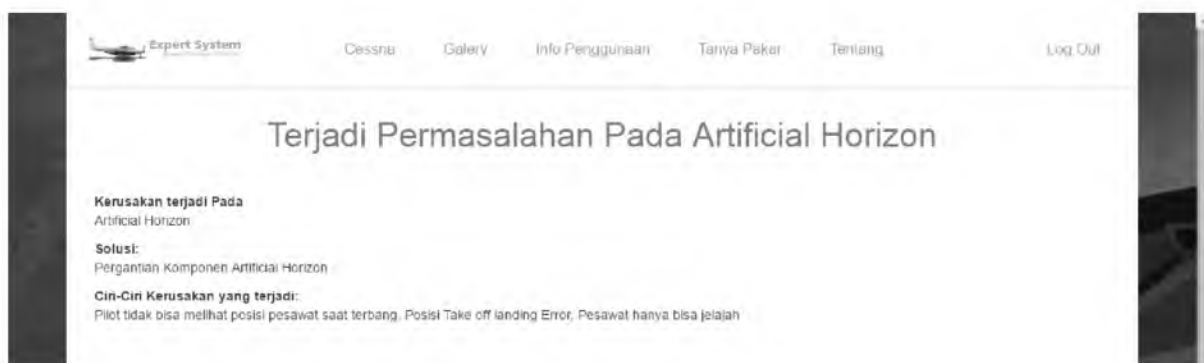 Expert System
Cessna Galery Info Penggunaan Tanya Pakar Tentang Log Out
Terjadi Permasalahan Pada Artificial Horizon
Kerusakan terjadi Pada
Artificial Horizon
Solusi:
Pergantian Komponen Artificial Horizon
Ciri-Ciri Kerusakan yang terjadi:
Pilot tidak bisa melihat posisi pesawat saat terbang, Posisi Take off landing Error, Pesawat hanya bisa jelajah